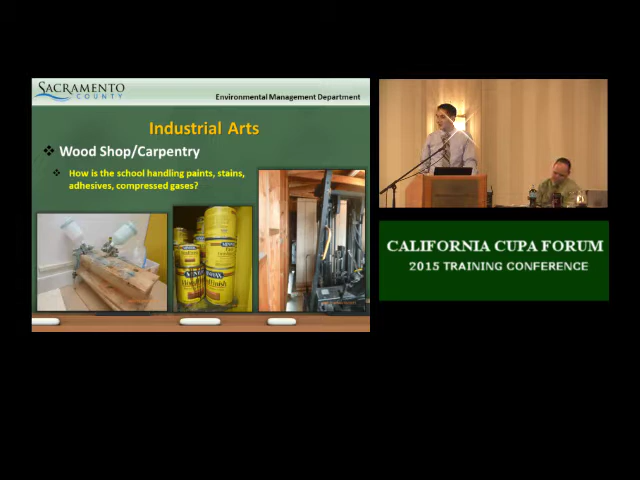 SACRAMENTO
COUNTY
Environmental Management Department
Industrial Arts
Wood Shop/Carpentry
How is the school handling paints, stains,
adhesives, compressed gases?
MINWAX
CALIFORNIA CUPA FORUM
2015 TRAINING CONFERENCE